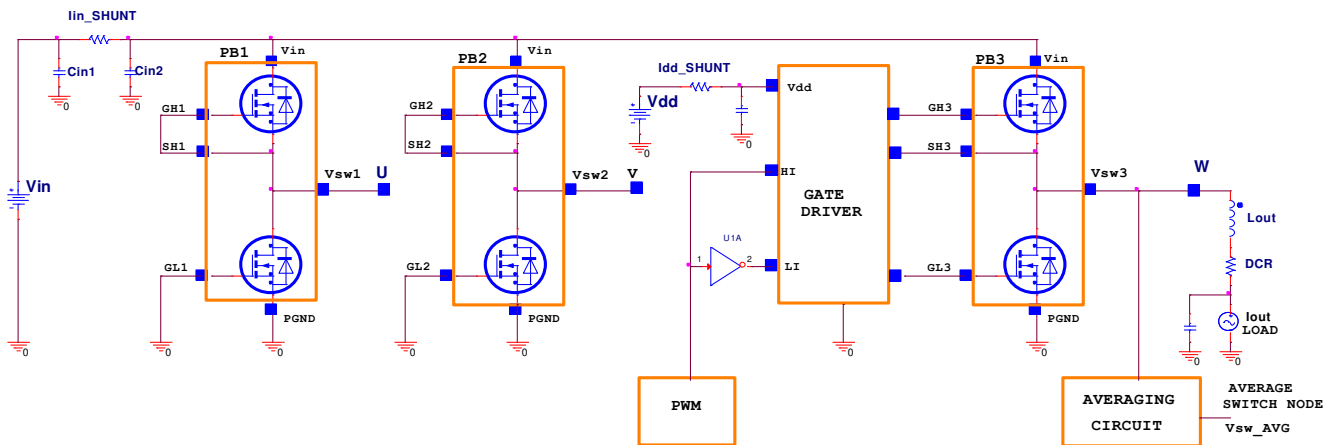 Iin_SHUNT
Cin1
Cin2
Vin
0
0
0
PB1
Vin
GH1
SH1
GL1
Vsw1
U
PGND
0
0
PB2
Vin
GH2
SH2
GL2
Vsw2
V
PGND
0
0
Idd_SHUNT
Vdd
0
0
Vdd
HI
LI
GATE
DRIVER
U1A
1
2
0
PWM
PB3
Vin
GH3
SH3
GL3
Vsw3
PGND
0
W
Lout
DCR
Iout
LOAD
0
0
AVERAGING
CIRCUIT
AVERAGE
SWITCH NODE
Vsw_AVG